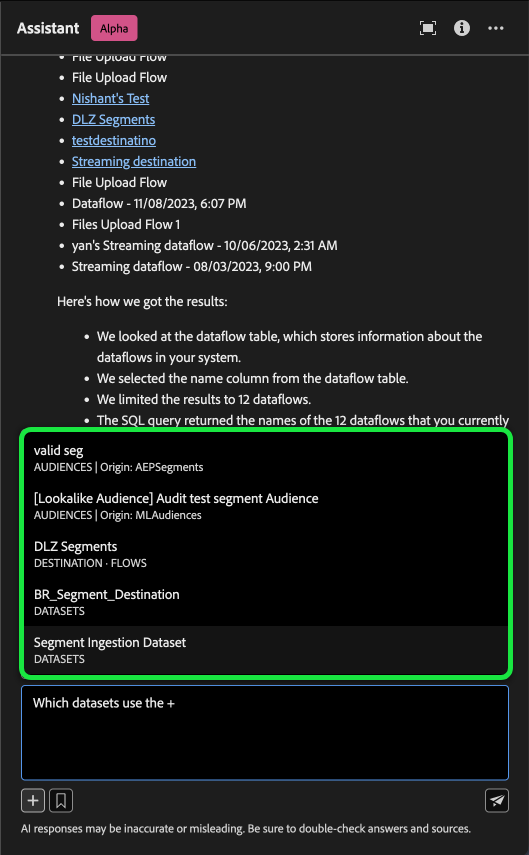 Assistant Alpha
File Upload Flow
File Upload Flow
Nishant's Test
DLZ Segments
testdestinatino
Streaming destination
File Upload Flow
Dataflow - 11/08/2023, 6:07 PM
Files Upload Flow 1
yan's Streaming dataflow - 10/06/2023, 2:31 AM
Streaming dataflow - 08/03/2023, 9:00 PM
Here's how we got the results:
We looked at the dataflow table, which stores information about the
dataflows in your system.
We selected the name column from the dataflow table.
We limited the results to 12 dataflows.
The SQL query returned the names of the 12 dataflows that you currently
valid seg
AUDIENCES | Origin: AEPSegments
[Lookalike Audience] Audit test segment Audience
AUDIENCES | Origin: MLAudiences
DLZ Segments
DESTINATION · FLOWS
BR_Segment_Destination
DATASETS
Segment Ingestion Dataset
DATASETS
Which datasets use the +
AI responses may be inaccurate or misleading. Be sure to double-check answers and sources.